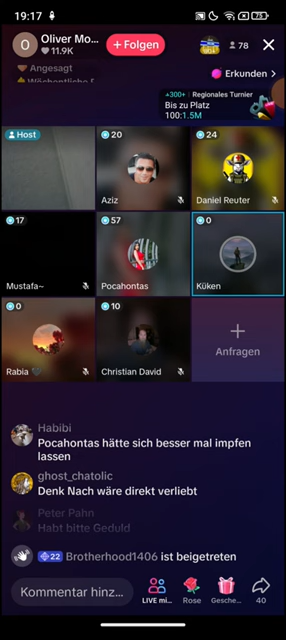 19:17
75
Oliver Mo...
11.9K
+ Folgen
78
Angesagt
Erkunden >
+300↑ Regionales Turnier
Bis zu Platz
100:1.5M
Host
20
Aziz
24
Daniel Reuter
17
Mustafa~
57
Pocahontas
0
Küken
0
Rabia 🖤
10
Christian David
+
Anfragen
Habibi
Pocahontas hätte sich besser mal impfen
lassen
ghost_chatolic
Denk Nach wäre direkt verliebt
Peter Pahn
Habt bitte Geduld
22 Brotherhood1406 ist beigetreten
Kommentar hinz...
LIVE mi...
Rose
Gesche...
40